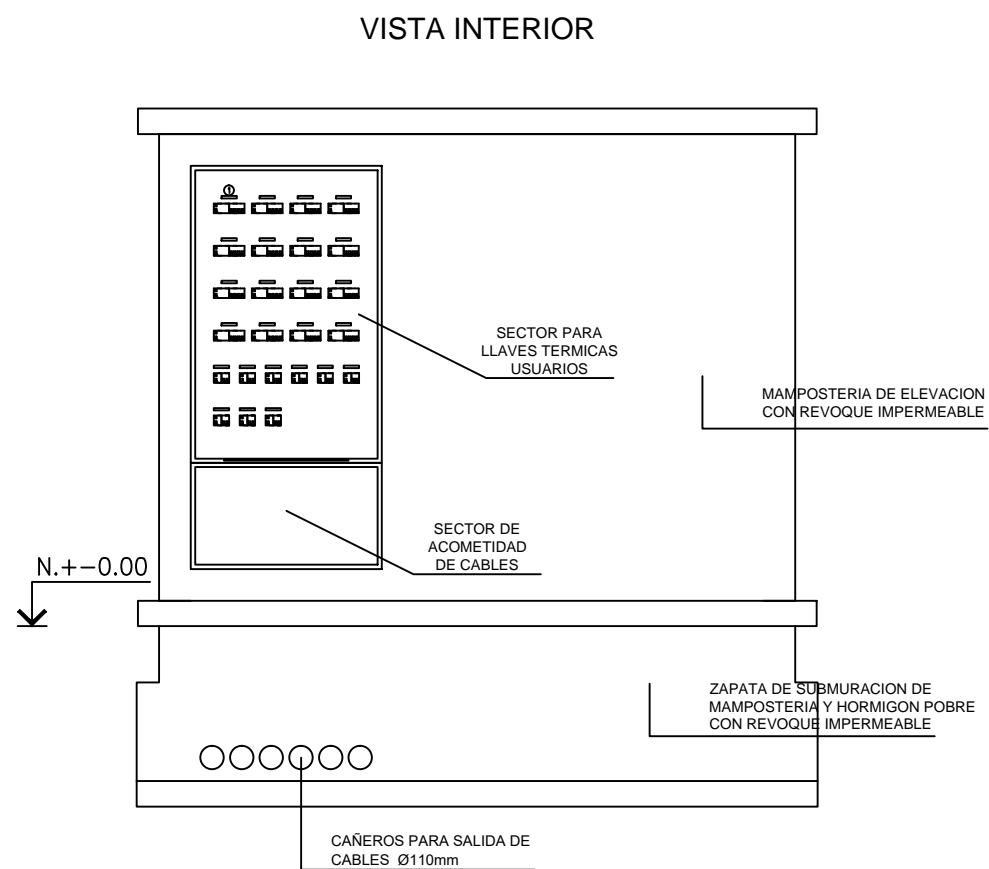 VISTA INTERIOR
1
SECTOR PARA
LLAVES TERMICAS
USUARIOS
MAMPOSTERIA DE ELEVACION
CON REVOQUE IMPERMEABLE
SECTOR DE
ACOMETIDAD
DE CABLES
N.+-0.00
ZAPATA DE SUBMURACION DE
MAMPOSTERIA Y HORMIGON POBRE
CON REVOQUE IMPERMEABLE
CAÑEROS PARA SALIDA DE
CABLES Ø110mm